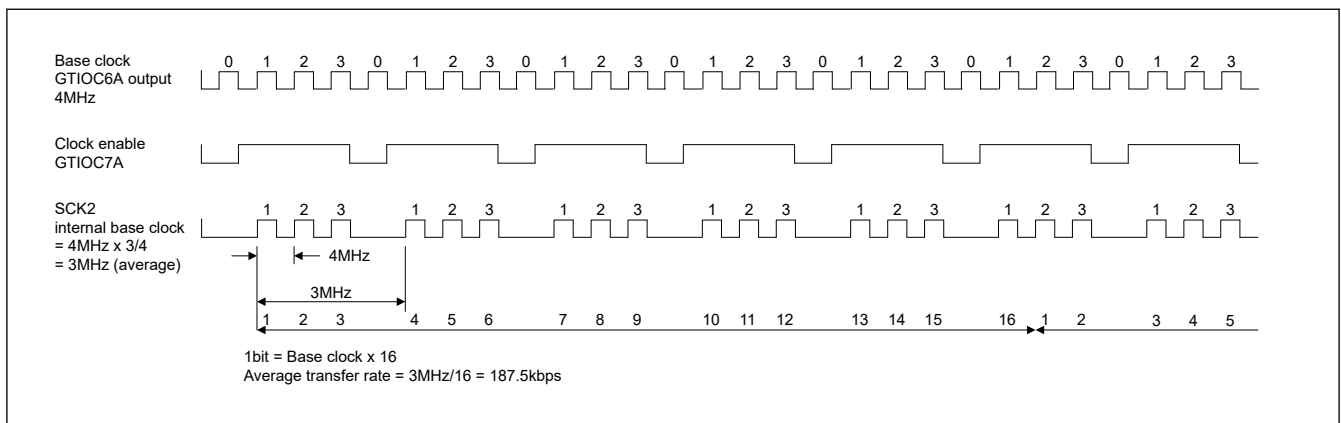 Base clock
GTIOC6A output
4MHz
0 1 2 3 0 1 2 3 0 1 2 3 0 1 2 3 0 1 2 3 0 1 2 3 0 1 2 3
Clock enable
GTIOC7A
SCK2
internal base clock
= 4MHz x 3/4
= 3MHz (average)
1 2 3 1 2 3 1 2 3 1 2 3 1 2 3 1 2 3 1 2 3
4MHz
3MHz
1 2 3 4 5 6 7 8 9 10 11 12 13 14 15 16 1 2 3 4 5
1bit = Base clock x 16
Average transfer rate = 3MHz/16 = 187.5kbps